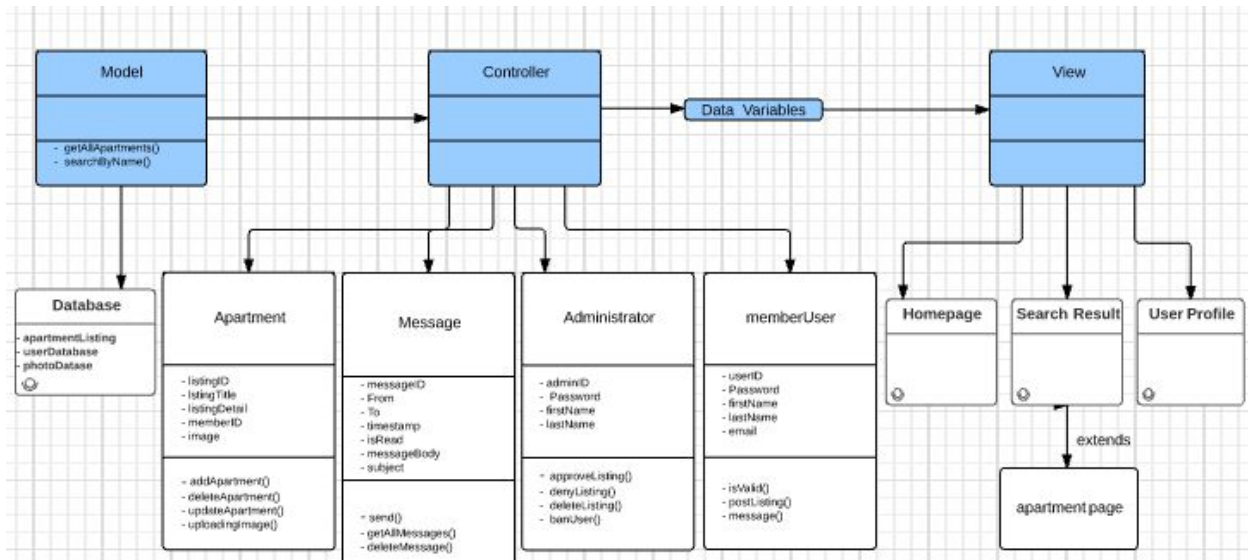 Model
- getAllApartments()
- searchByName()
Controller
Data Variables
View
Database
- apartmentListing
- userDatabase
- photoDatase
Apartment
- listingID
- lstingTitle
- listingDetail
- memberID
- image
- addApartment()
- deleteApartment()
- updateApartment()
- uploadingImage()
Message
- messageID
- From
- To
- timestamp
- isRead
- messageBody
- subject
- send()
- getAllMessages()
- deleteMessage()
Administrator
- adminID
- Password
- firstName
- lastName
- approveListing()
- denyListing()
- deleteListing()
- banUser()
memberUser
- userID
- Password
- firstName
- lastName
- email
- isValid()
- postListing()
- message()
Homepage
Search Result
User Profile
extends
apartment page